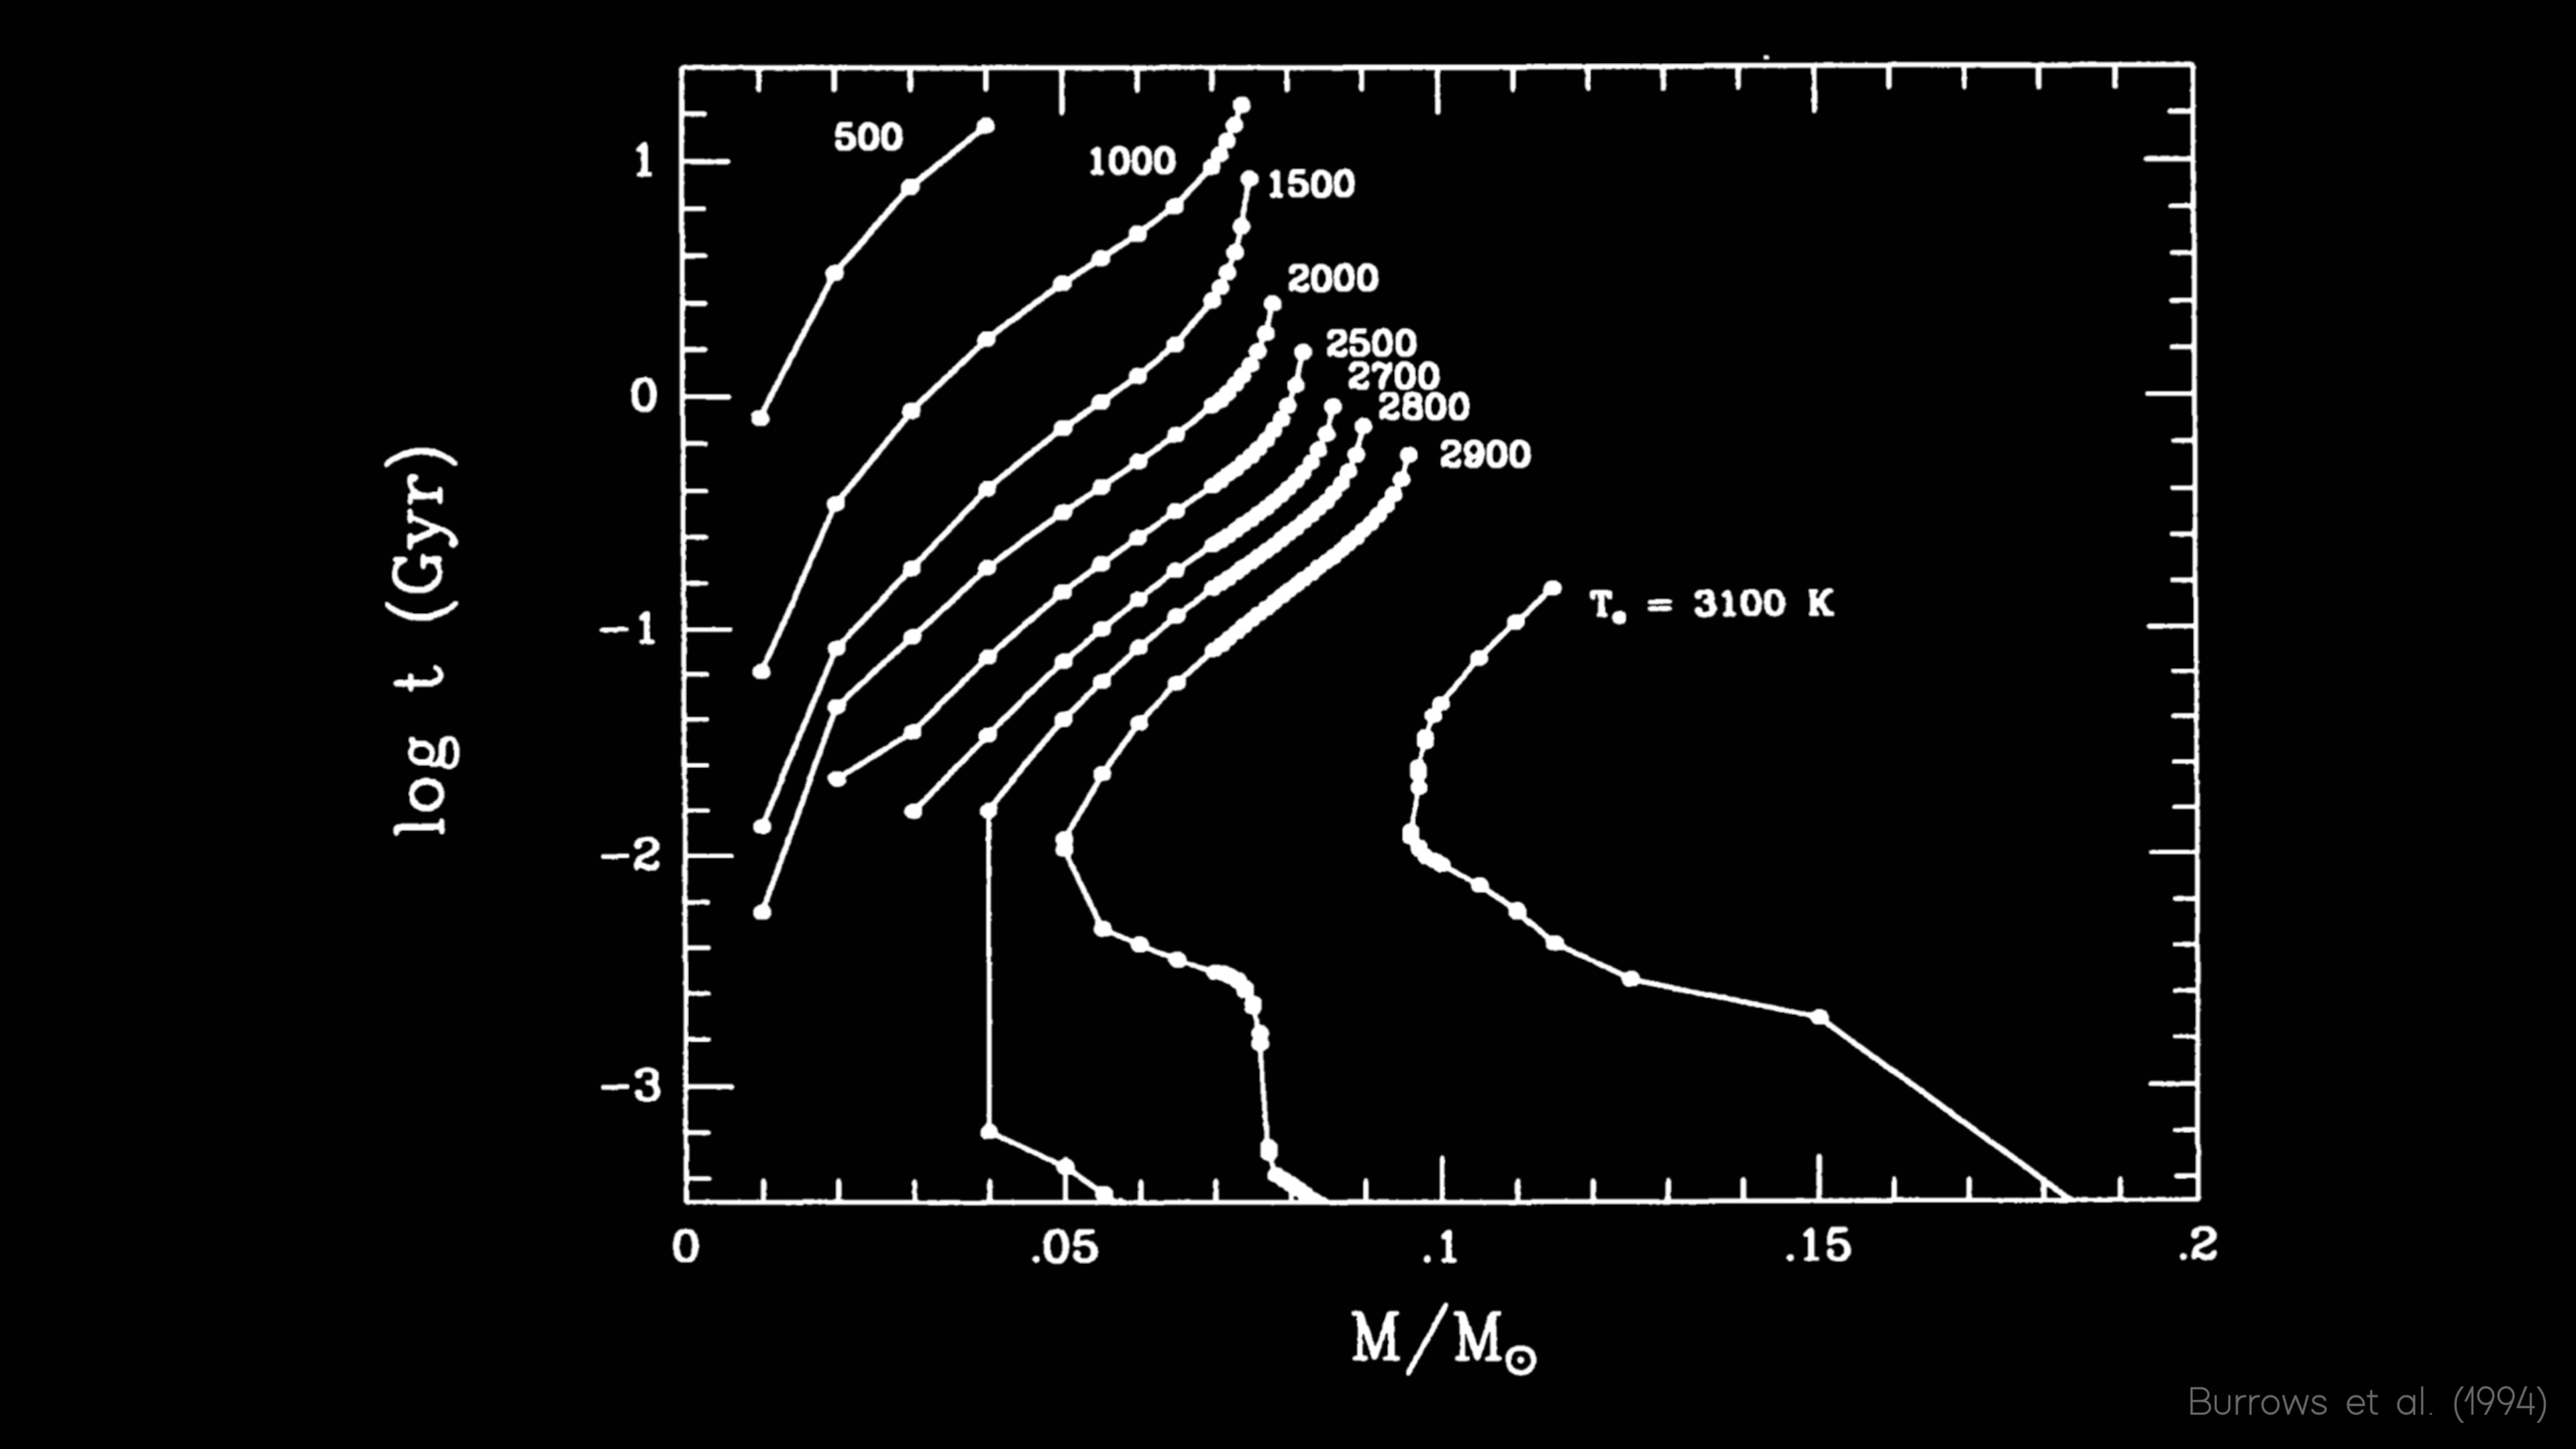 500
1000
1500
2000
2500
2700
2800
2900
T_e = 3100 K
1
0
-1
-2
-3
log t (Gyr)
0 .05 .1 .15 .2
M/M☉
Burrows et al. (1994)